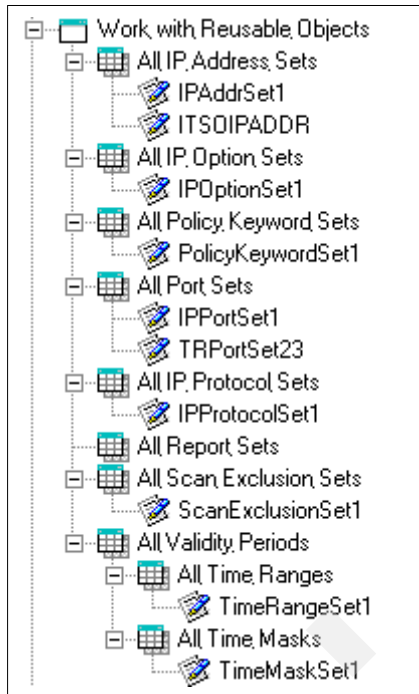 Work with Reusable Objects
All IP Address Sets
IPAddrSet1
ITSOIPADDR
All IP Option Sets
IPOptionSet1
All Policy Keyword Sets
PolicyKeywordSet1
All Port Sets
IPPortSet1
TRPortSet23
All IP Protocol Sets
IPProtocolSet1
All Report Sets
All Scan Exclusion Sets
ScanExclusionSet1
All Validity Periods
All Time Ranges
TimeRangeSet1
All Time Masks
TimeMaskSet1